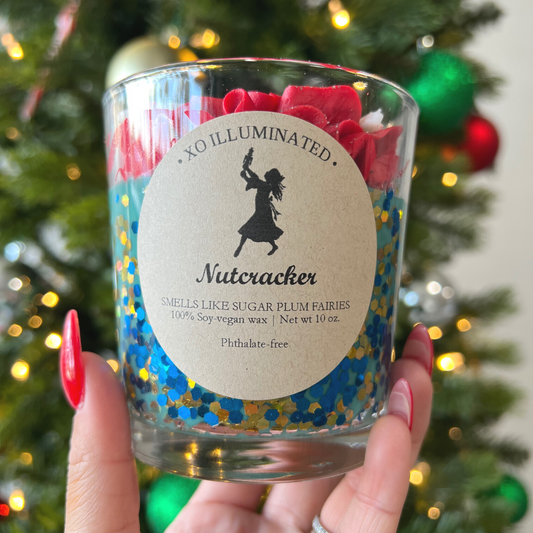 • XO ILLUMINATED •
Nutcracker
SMELLS LIKE SUGAR PLUM FAIRIES
100% Soy-vegan wax | Net wt 10 oz.
Phthalate-free